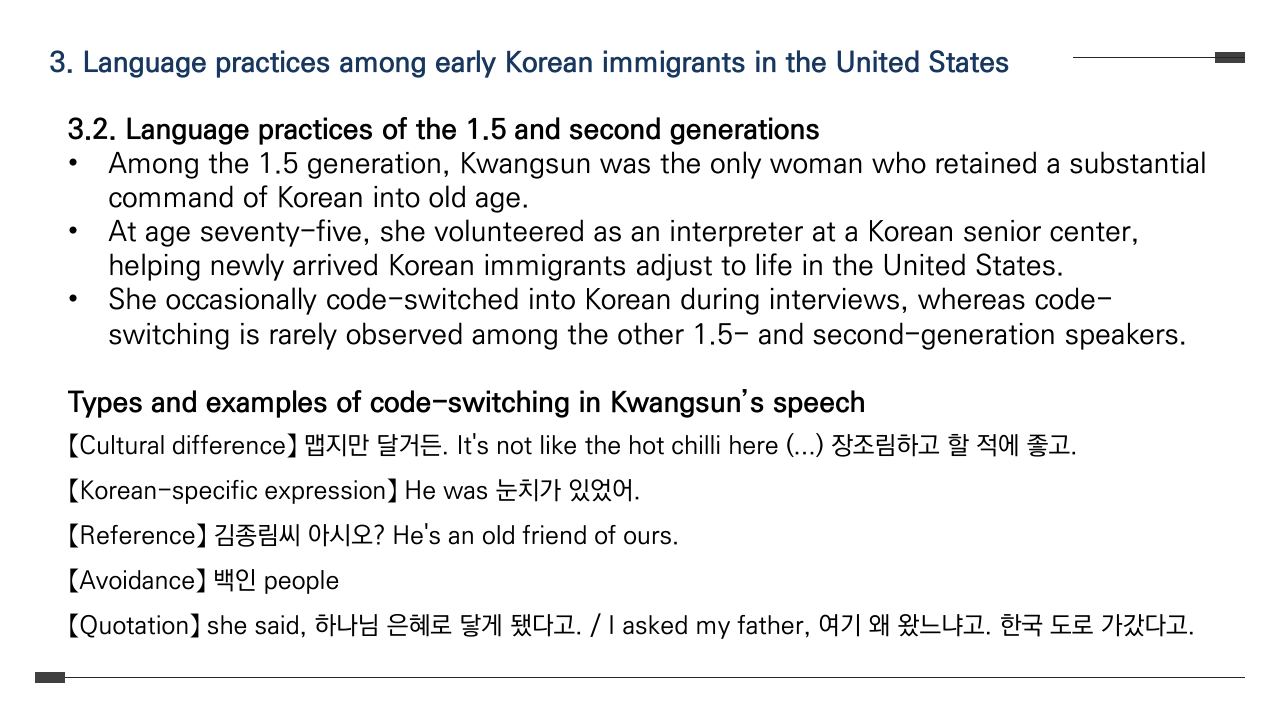 3. Language practices among early Korean immigrants in the United States
3.2. Language practices of the 1.5 and second generations
• Among the 1.5 generation, Kwangsun was the only woman who retained a substantial
command of Korean into old age.
• At age seventy-five, she volunteered as an interpreter at a Korean senior center,
helping newly arrived Korean immigrants adjust to life in the United States.
• She occasionally code-switched into Korean during interviews, whereas code-
switching is rarely observed among the other 1.5- and second-generation speakers.
Types and examples of code-switching in Kwangsun’s speech
【Cultural difference】 맵지만 달거든. It's not like the hot chilli here (...) 장조림하고 할 적에 좋고.
【Korean-specific expression】 He was 눈치가 있었어.
【Reference】 김종림씨 아시오? He's an old friend of ours.
【Avoidance】 백인 people
【Quotation】 she said, 하나님 은혜로 닿게 됐다고. / I asked my father, 여기 왜 왔느냐고. 한국 도로 가갔다고.